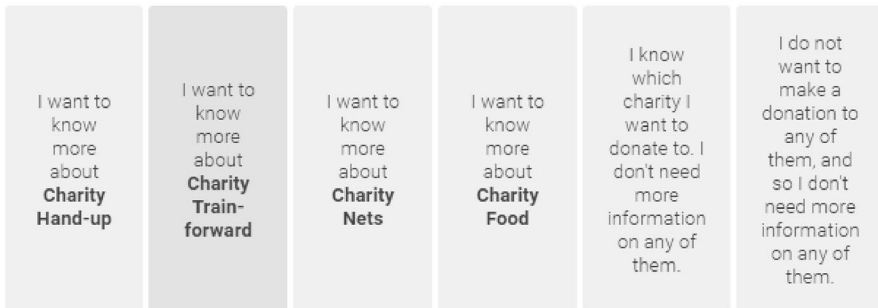 I want to
know
more
about
Charity
Hand-up
I want to
know
more
about
Charity
Train-
forward
I want to
know
more
about
Charity
Nets
I want to
know
more
about
Charity
Food
I know
which
charity I
want to
donate to. I
don't need
more
information
on any of
them.
I do not
want to
make a
donation to
any of
them, and
so I don't
need more
information
on any of
them.